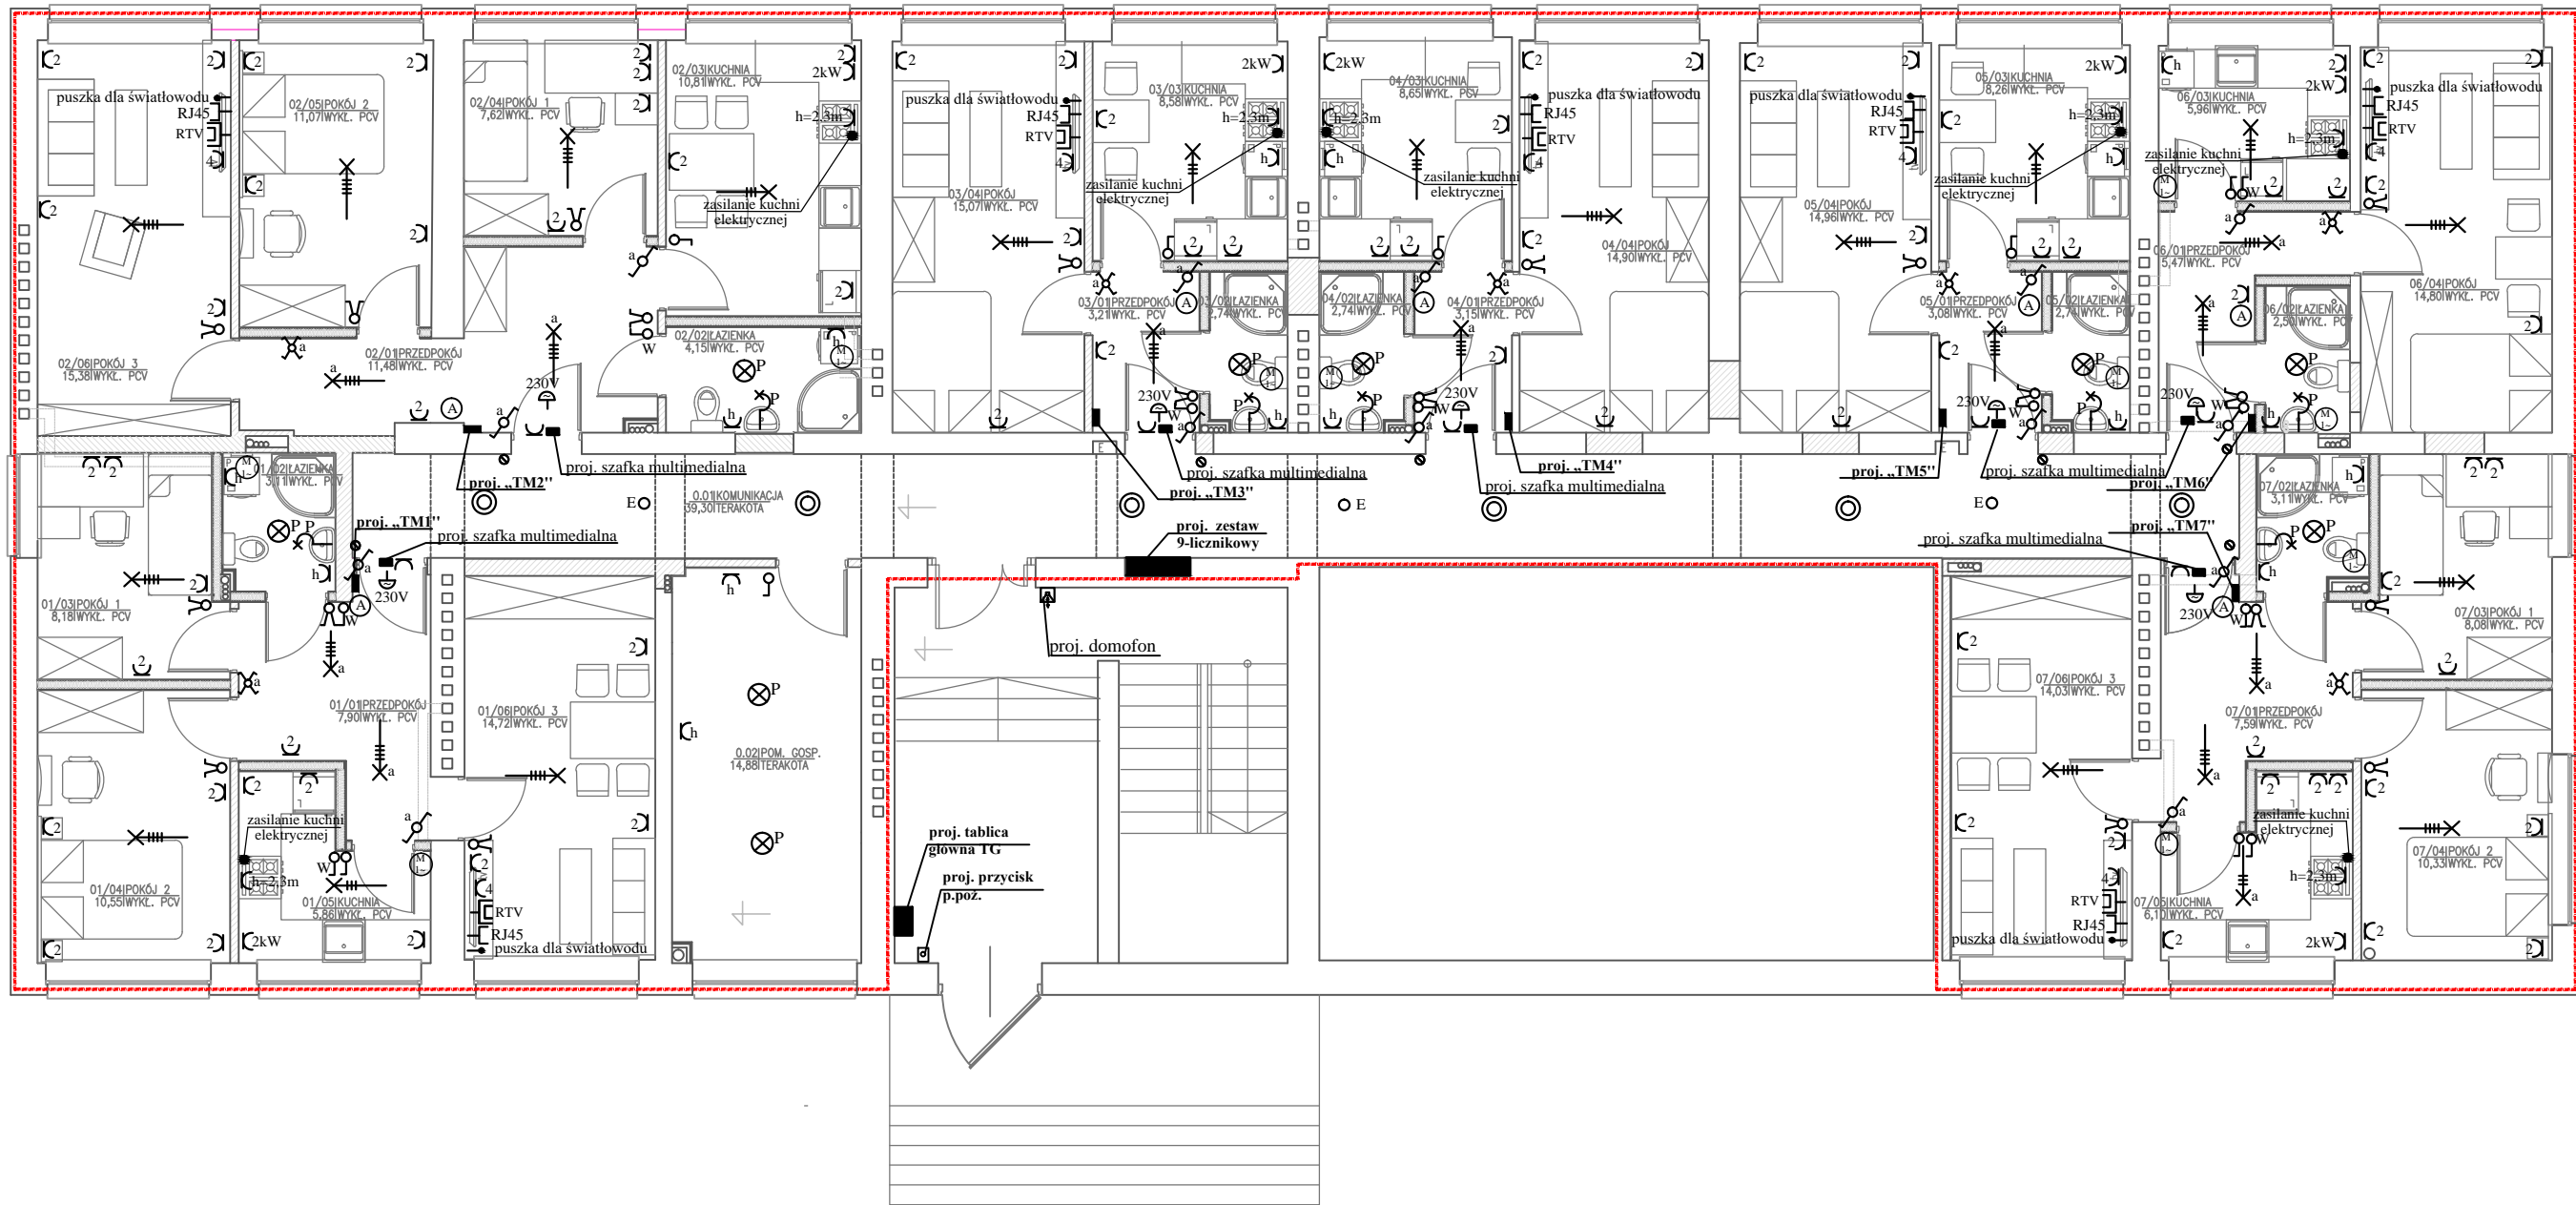 puszka dla światłowodu
RJ45
RTV
4
02/06|POKÓJ 3
15,38|WYKŁ. PCV
02/05|POKÓJ 2
11,07|WYKŁ. PCV
02/04|POKÓJ 1
7,62|WYKŁ. PCV
02/03|KUCHNIA
10,81|WYKŁ. PCV
2kW
h=2,3m
zasilanie kuchni
elektrycznej
02/01|PRZEDPOKÓJ
11,48|WYKŁ. PCV
02/02|ŁAZIENKA
4,15|WYKŁ. PCV
230V
proj. „TM2"
proj. szafka multimedialna
puszka dla światłowodu
RJ45
RTV
4
03/04|POKÓJ
15,07|WYKŁ. PCV
03/03|KUCHNIA
8,58|WYKŁ. PCV
2kW
h=2,3m
zasilanie kuchni
elektrycznej
03/01|PRZEDPOKÓJ
3,21|WYKŁ. PCV
03/02|ŁAZIENKA
2,74|WYKŁ. PCV
230V
proj. szafka multimedialna
proj. „TM3"
2kW
04/03|KUCHNIA
8,65|WYKŁ. PCV
h=2,3m
zasilanie kuchni
elektrycznej
04/02|ŁAZIENKA
2,74|WYKŁ. PCV
04/01|PRZEDPOKÓJ
3,15|WYKŁ. PCV
puszka dla światłowodu
RJ45
RTV
4
04/04|POKÓJ
14,90|WYKŁ. PCV
230V
proj. „TM4"
proj. szafka multimedialna
puszka dla światłowodu
RJ45
RTV
4
05/04|POKÓJ
14,96|WYKŁ. PCV
05/03|KUCHNIA
8,26|WYKŁ. PCV
2kW
h=2,3m
zasilanie kuchni
elektrycznej
05/01|PRZEDPOKÓJ
3,08|WYKŁ. PCV
05/02|ŁAZIENKA
2,74|WYKŁ. PCV
230V
proj. „TM5"
proj. szafka multimedialna
06/03|KUCHNIA
5,96|WYKŁ. PCV
2kW
h=2,3m
zasilanie kuchni
elektrycznej
06/01|PRZEDPOKÓJ
5,47|WYKŁ. PCV
06/02|ŁAZIENKA
puszka dla światłowodu
RJ45
RTV
4
06/04|POKÓJ
14,80|WYKŁ. PCV
230V
proj. „TM6"
01/02|ŁAZIENKA
3,11|WYKŁ. PCV
proj. „TM1"
proj. szafka multimedialna
230V
01/03|POKÓJ 1
8,18|WYKŁ. PCV
01/01|PRZEDPOKÓJ
7,90|WYKŁ. PCV
01/04|POKÓJ 2
10,55|WYKŁ. PCV
zasilanie kuchni
elektrycznej
h=2,3m
01/05|KUCHNIA
5,86|WYKŁ. PCV
2kW
01/06|POKÓJ 3
14,72|WYKŁ. PCV
4
RTV
RJ45
puszka dla światłowodu
E
0.01|KOMUNIKACJA
39,30|TERAKOTA
0.02|POM. GOSP.
14,88|TERAKOTA
proj. zestaw
9-licznikowy
E
E
proj. domofon
proj. tablica
główna TG
proj. przycisk
p.poż.
07/02|ŁAZIENKA
3,11|WYKŁ. PCV
proj. „TM7"
proj. szafka multimedialna
230V
07/03|POKÓJ 1
8,08|WYKŁ. PCV
07/06|POKÓJ 3
14,03|WYKŁ. PCV
07/01|PRZEDPOKÓJ
7,59|WYKŁ. PCV
zasilanie kuchni
elektrycznej
h=2,3m
07/04|POKÓJ 2
10,33|WYKŁ. PCV
07/05|KUCHNIA
6,10|WYKŁ. PCV
2kW
4
RTV
RJ45
puszka dla światłowodu